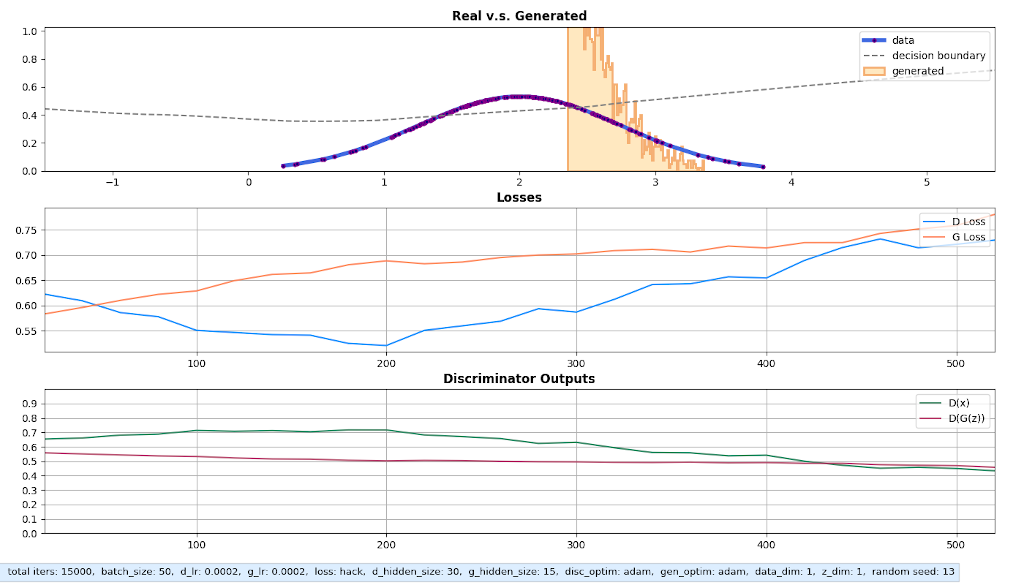 Real v.s. Generated
1.0
0.8
0.6
0.4
0.2
0.0
−1 0 1 2 3 4 5
data
decision boundary
generated
Losses
0.75
0.70
0.65
0.60
0.55
100 200 300 400 500
D Loss
G Loss
Discriminator Outputs
0.9
0.8
0.7
0.6
0.5
0.4
0.3
0.2
0.1
0.0
100 200 300 400 500
D(x)
D(G(z))
total iters: 15000, batch_size: 50, d_lr: 0.0002, g_lr: 0.0002, loss: hack, d_hidden_size: 30, g_hidden_size: 15, disc_optim: adam, gen_optim: adam, data_dim: 1, z_dim: 1, random seed: 13